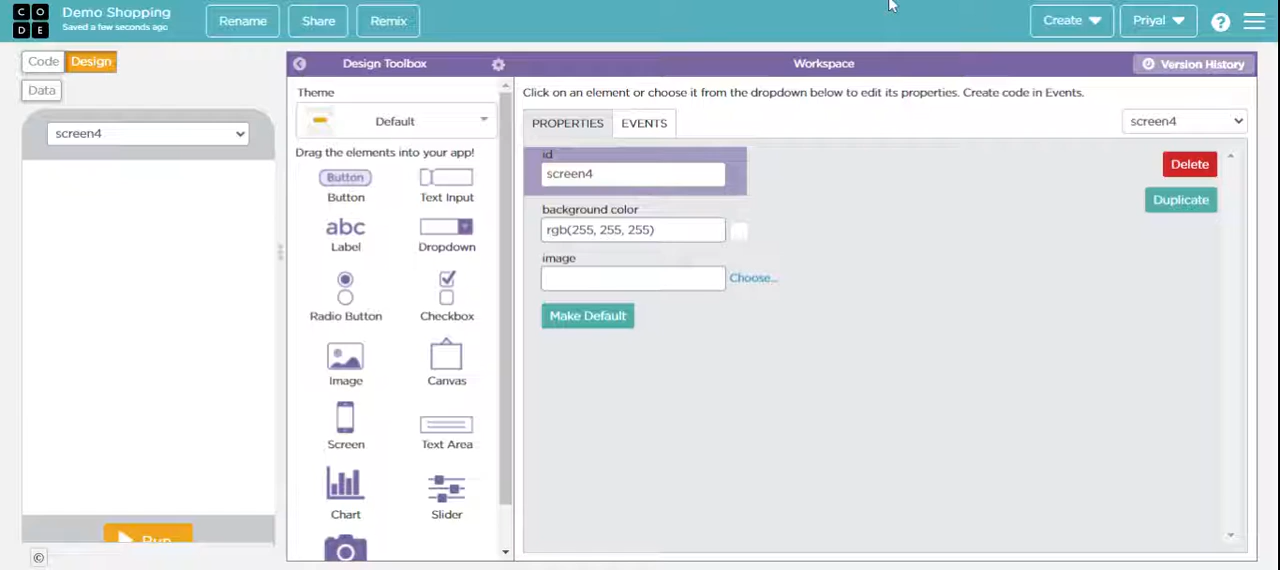 CO
DE
Demo Shopping
Saved a few seconds ago
Rename
Share
Remix
Create
Priyal
?
Code
Design
Data
screen4
Run
©
Design Toolbox
Theme
Default
Drag the elements into your app!
Button
Button
Text Input
abc
Label
Dropdown
Radio Button
Checkbox
Image
Canvas
Screen
Text Area
Chart
Slider
Workspace
Version History
Click on an element or choose it from the dropdown below to edit its properties. Create code in Events.
PROPERTIES
EVENTS
screen4
id
screen4
Delete
Duplicate
background color
rgb(255, 255, 255)
image
Choose...
Make Default